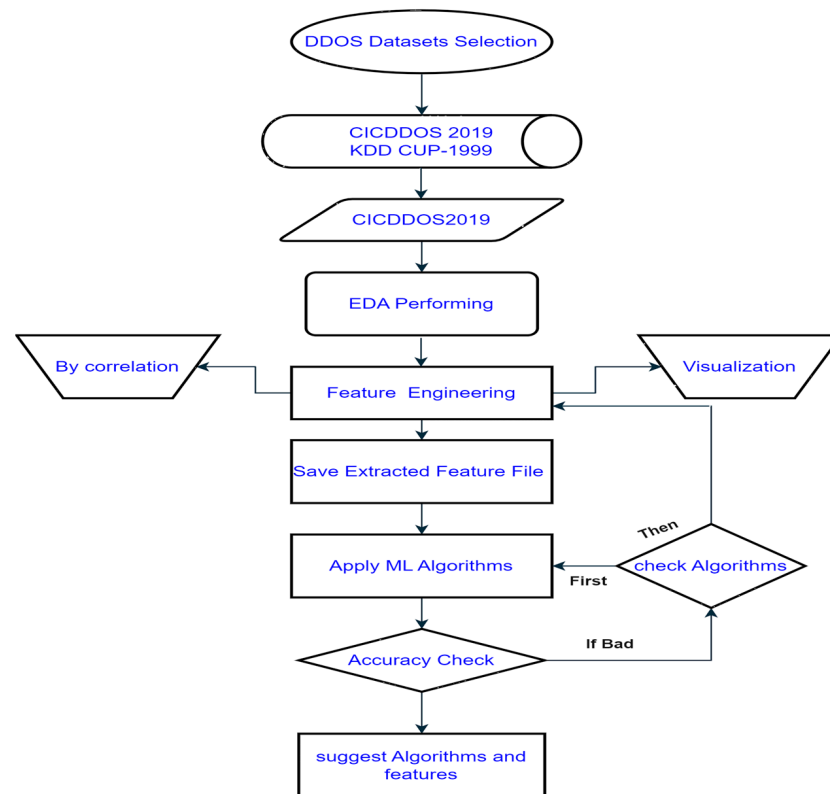 DDOS Datasets Selection
CICDDOS 2019
KDD CUP-1999
CICDDOS2019
EDA Performing
By correlation
Feature Engineering
Visualization
Save Extracted Feature File
Then
Apply ML Algorithms
First
check Algorithms
Accuracy Check
If Bad
suggest Algorithms and
features